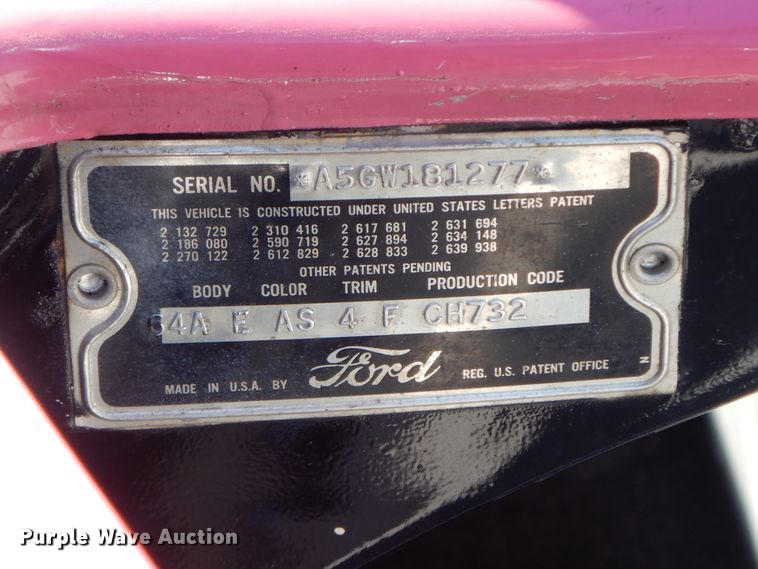 SERIAL NO. *A5GW181277*
THIS VEHICLE IS CONSTRUCTED UNDER UNITED STATES LETTERS PATENT
2 132 729 2 310 416 2 617 681 2 631 694
2 186 080 2 590 719 2 627 894 2 634 148
2 270 122 2 612 829 2 628 833 2 639 938
OTHER PATENTS PENDING
BODY COLOR TRIM PRODUCTION CODE
64A E AS 4 F CH732
MADE IN U.S.A. BY Ford REG. U.S. PATENT OFFICE
N
Purple Wave Auction